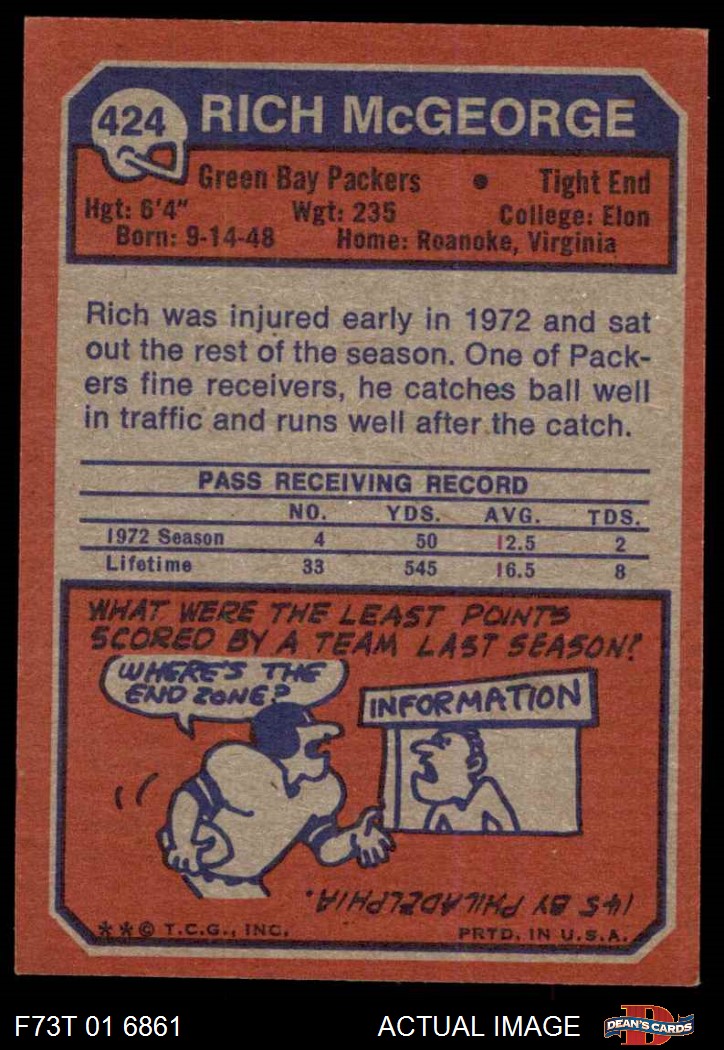 424 RICH McGEORGE
Green Bay Packers • Tight End
Hgt: 6'4" Wgt: 235 College: Elon
Born: 9-14-48 Home: Roanoke, Virginia
Rich was injured early in 1972 and sat
out the rest of the season. One of Pack-
ers fine receivers, he catches ball well
in traffic and runs well after the catch.
PASS RECEIVING RECORD
NO. YDS. AVG. TDS.
1972 Season 4 50 12.5 2
Lifetime 33 545 16.5 8
WHAT WERE THE LEAST POINTS
SCORED BY A TEAM LAST SEASON?
WHERE'S THE
END ZONE?
INFORMATION
145 BY PHILADELPHIA.
**© T.C.G., INC. PRTD. IN U.S.A.
F73T 01 6861 ACTUAL IMAGE D DEAN'S CARDS